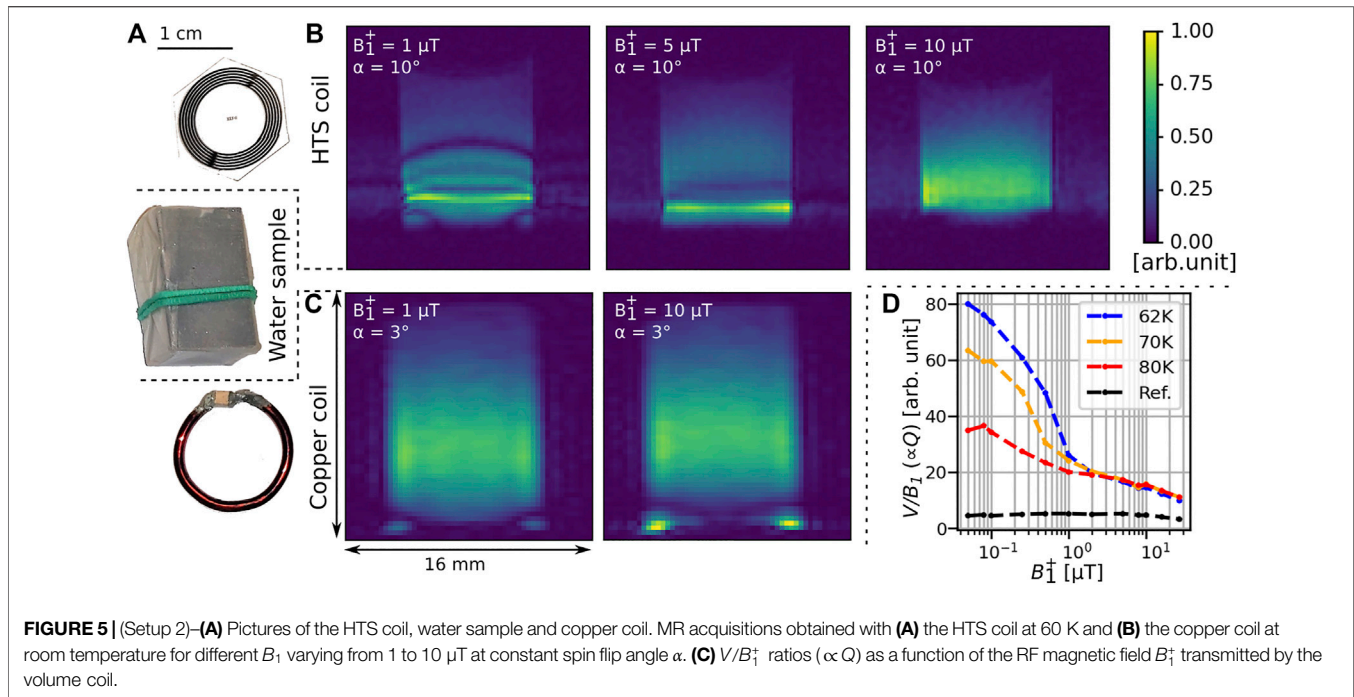 A
1 cm
B
HTS coil
B₁⁺ = 1 μT
α = 10°
B₁⁺ = 5 μT
α = 10°
B₁⁺ = 10 μT
α = 10°
1.00
0.75
0.50
0.25
0.00
[arb.unit]
Water sample
C
Copper coil
B₁⁺ = 1 μT
α = 3°
B₁⁺ = 10 μT
α = 3°
16 mm
D
V/B₁ (∝Q) [arb. unit]
80
60
40
20
0
62K
70K
80K
Ref.
10⁻¹
10⁰
10¹
B₁⁺ [μT]
FIGURE 5 | (Setup 2)–(A) Pictures of the HTS coil, water sample and copper coil. MR acquisitions obtained with (A) the HTS coil at 60 K and (B) the copper coil at
room temperature for different B₁ varying from 1 to 10 μT at constant spin flip angle α. (C) V/B₁⁺ ratios (∝ Q) as a function of the RF magnetic field B₁⁺ transmitted by the
volume coil.